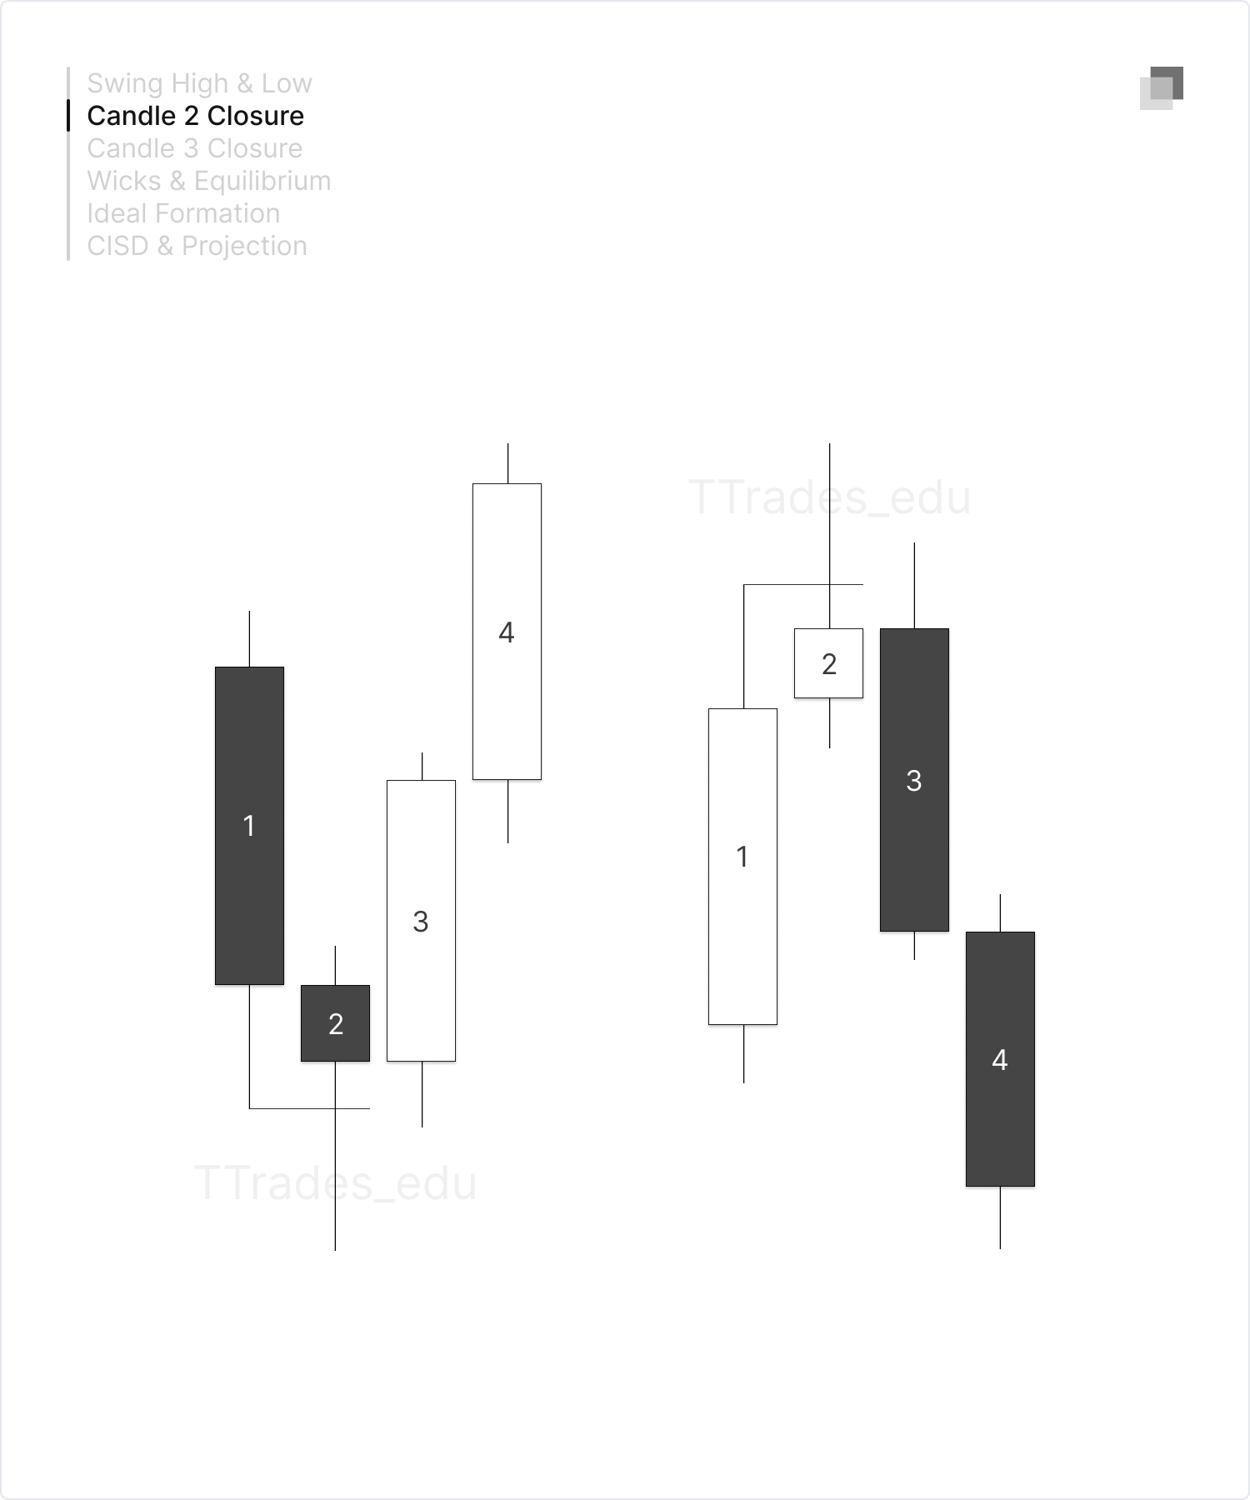 Swing High & Low
Candle 2 Closure
Candle 3 Closure
Wicks & Equilibrium
Ideal Formation
CISD & Projection
TTrades_edu
4
2
3
1
1
3
2
4
TTrades_edu